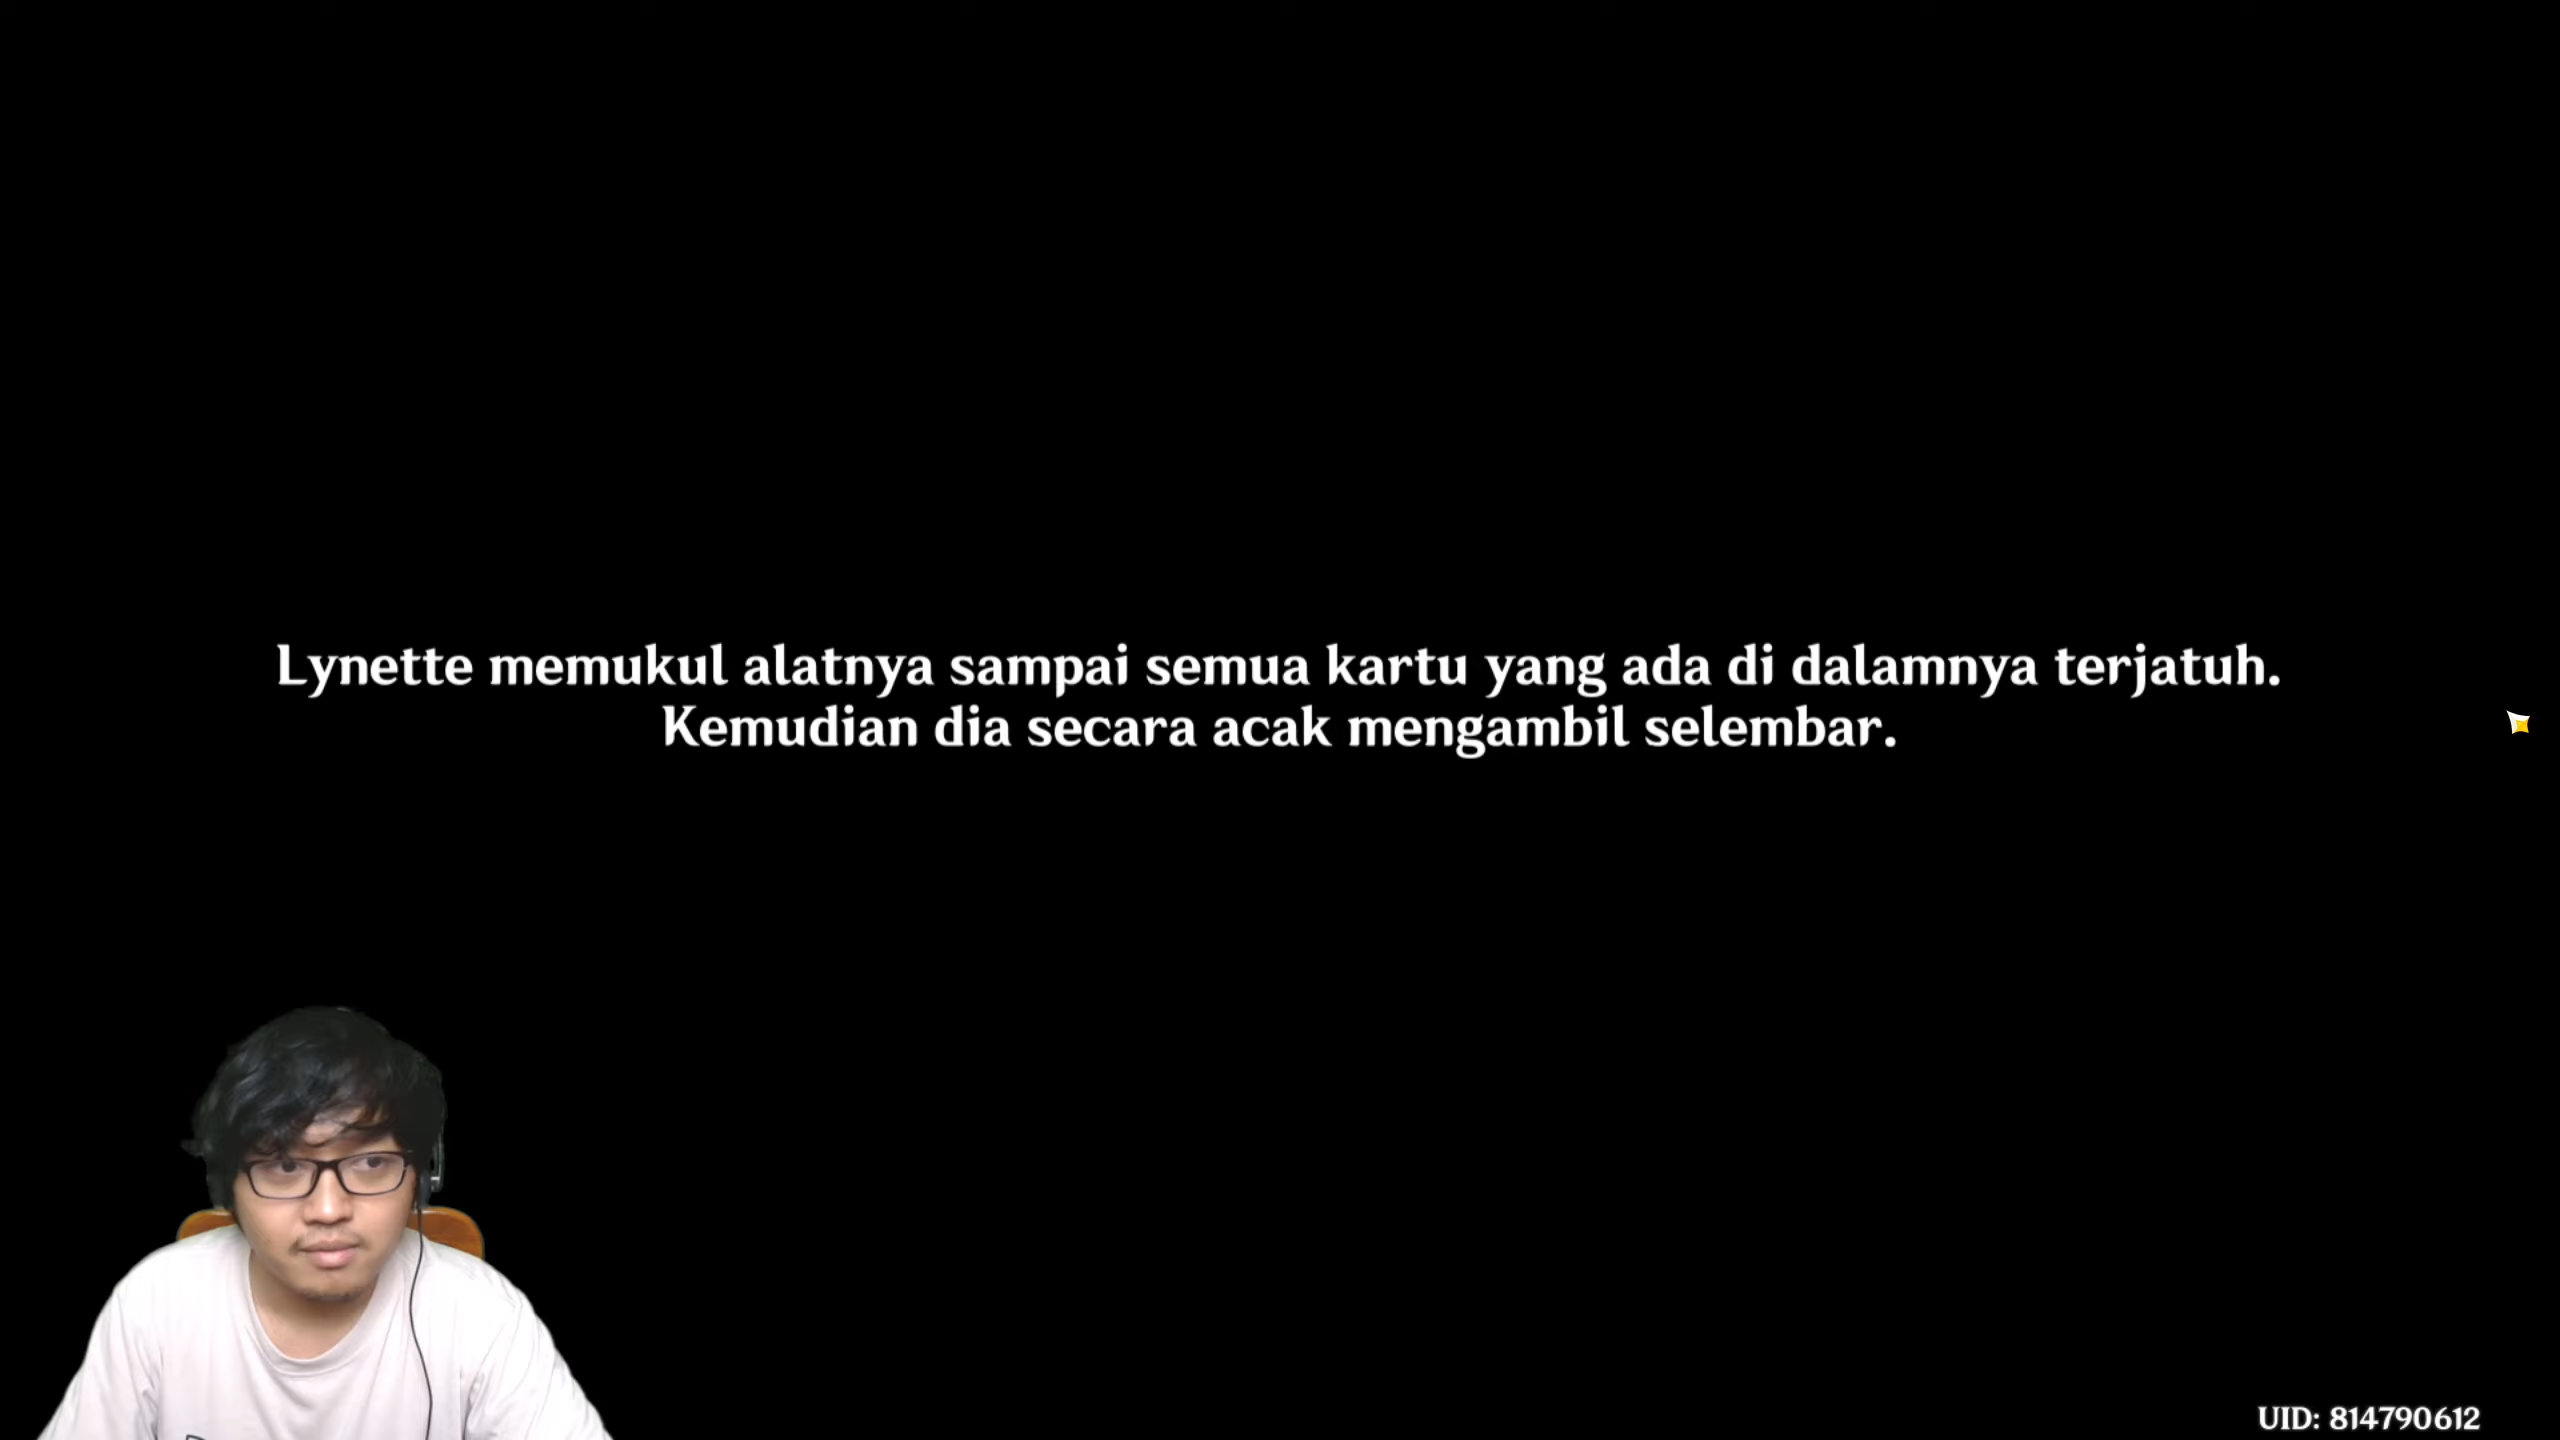 Lynette memukul alatnya sampai semua kartu yang ada di dalamnya terjatuh.
Kemudian dia secara acak mengambil selembar.
UID: 814790612